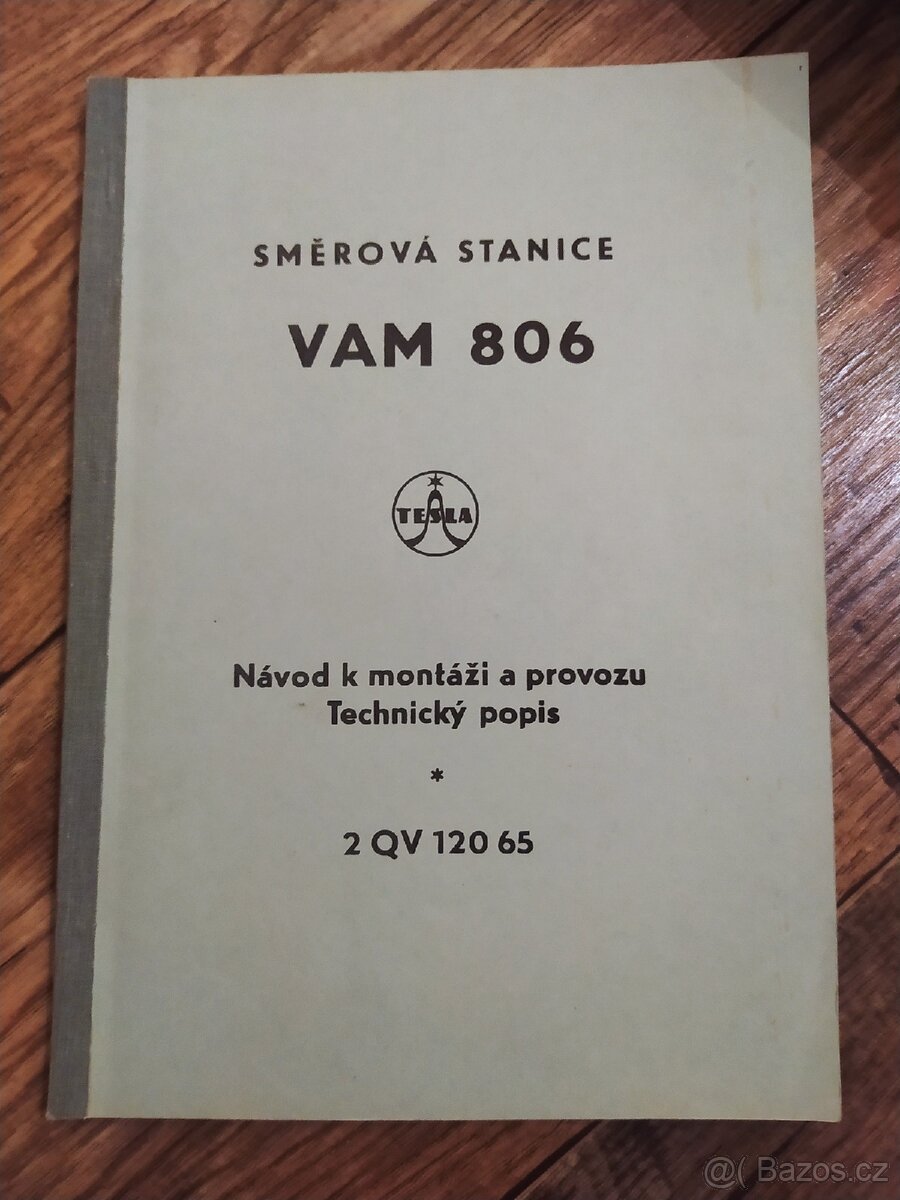 SMĚROVÁ STANICE
VAM 806
TESLA
Návod k montáži a provozu
Technický popis
*
2 QV 120 65
@( Bazos.cz